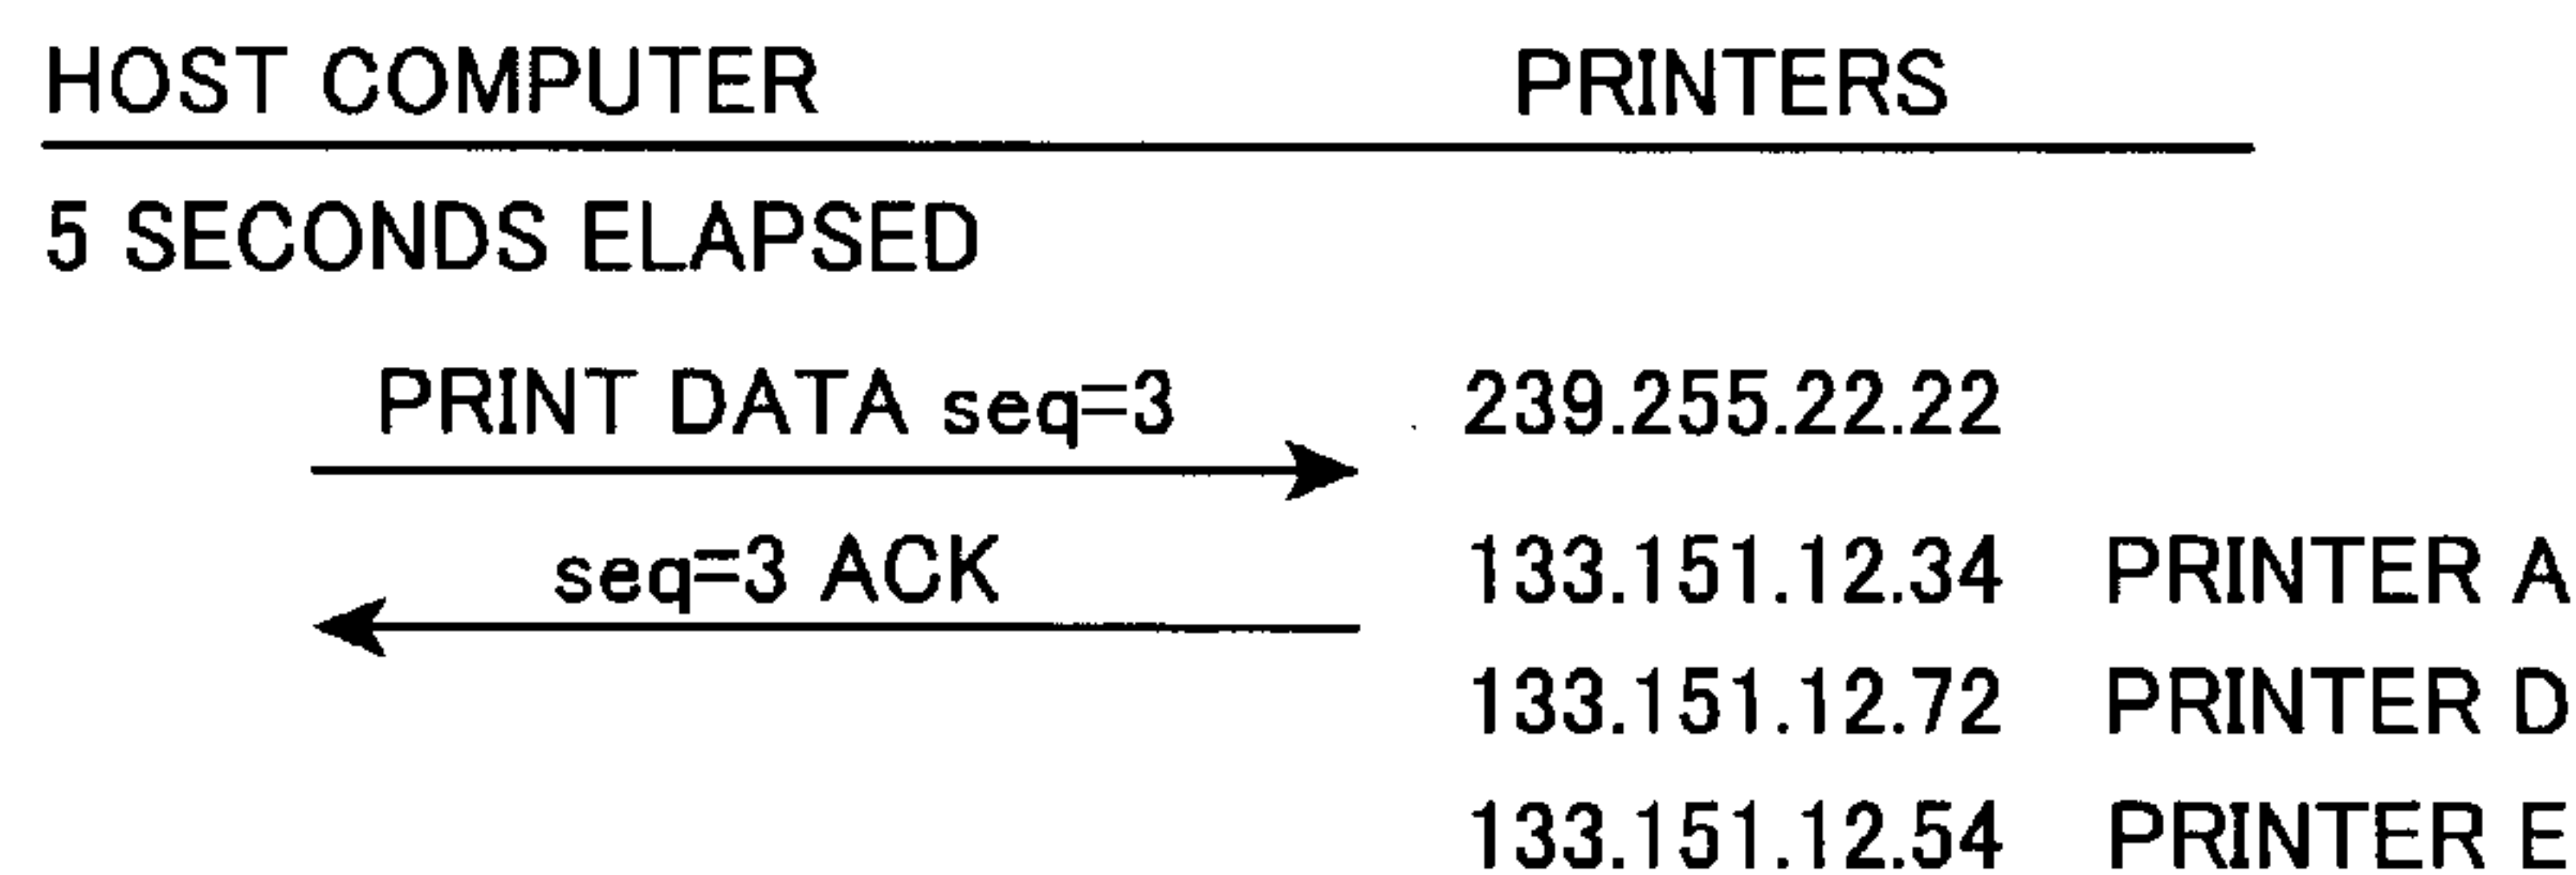 HOST COMPUTER PRINTERS
5 SECONDS ELAPSED
PRINT DATA seq=3 239.255.22.22
seq=3 ACK 133.151.12.34 PRINTER A
133.151.12.72 PRINTER D
133.151.12.54 PRINTER E